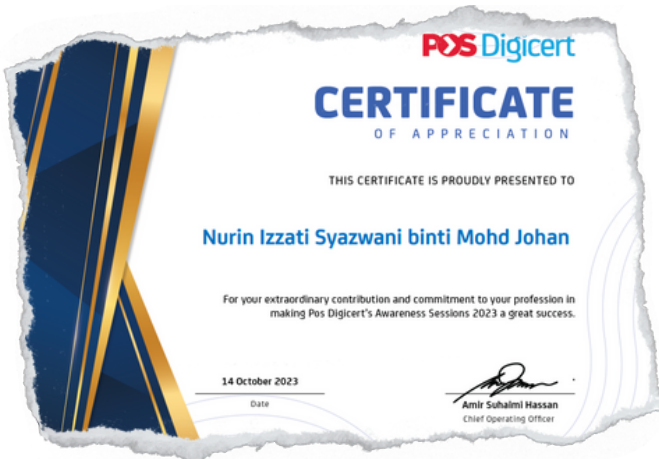 POS Digicert
CERTIFICATE
OF APPRECIATION
THIS CERTIFICATE IS PROUDLY PRESENTED TO
Nurin Izzati Syazwani binti Mohd Johan
For your extraordinary contribution and commitment to your profession in
making Pos Digicert's Awareness Sessions 2023 a great success.
14 October 2023
Date
Amir Suhaimi Hassan
Chief Operating Officer